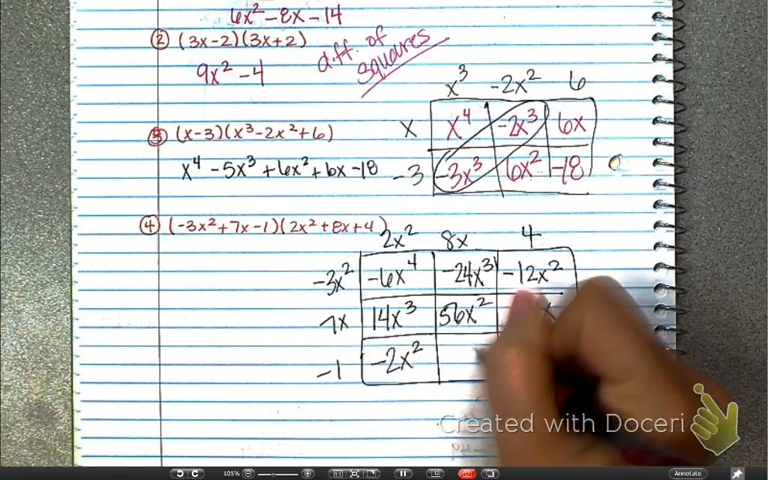 6x² - 8x - 14
② (3x-2)(3x+2)
9x² - 4
diff. of
squares
③ (x-3)(x³-2x²+6)
x⁴ - 5x³ + 6x² + 6x - 18
x³ -2x² 6
x x⁴ -2x³ 6x
-3 -3x³ 6x² -18
④ (-3x²+7x-1)(2x²+8x+4)
2x² 8x 4
-3x² -6x⁴ -24x³ -12x²
7x 14x³ 56x² x
-1 -2x²
Created with Doceri
105%
Annotate